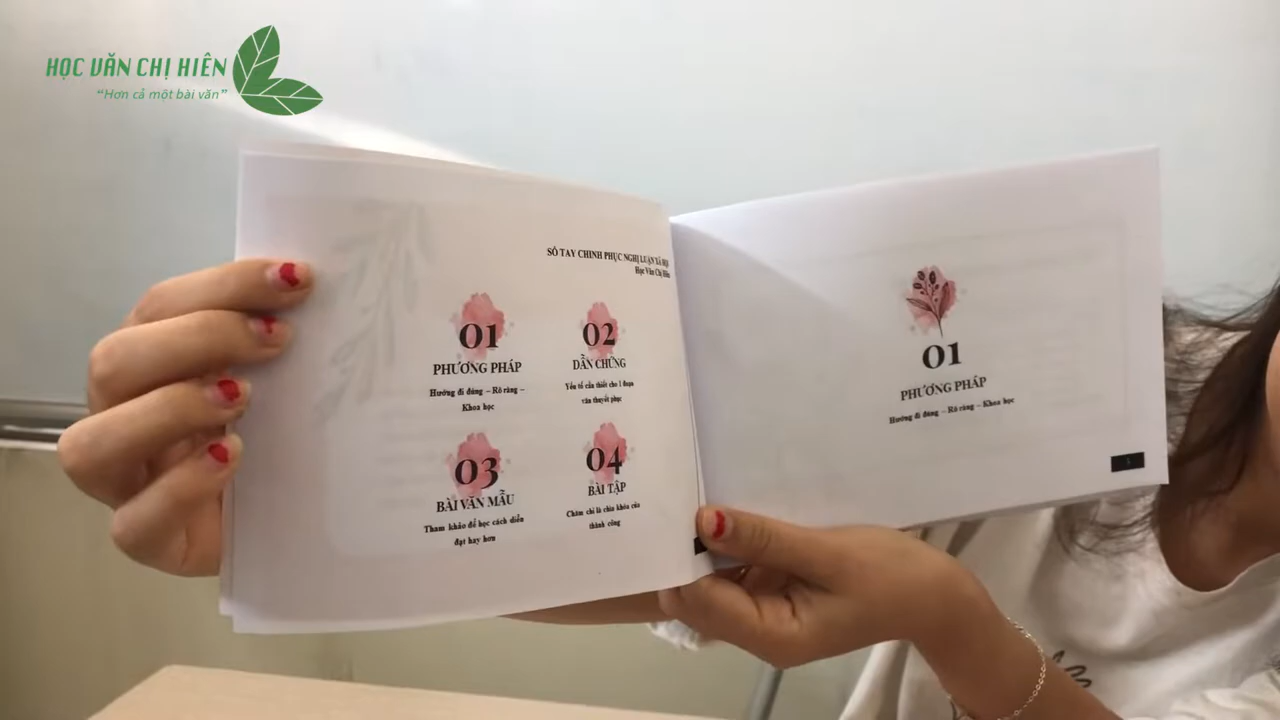 HỌC VĂN CHỊ HIÊN
“Hơn cả một bài văn”
SỔ TAY CHINH PHỤC NGHỊ LUẬN XÃ HỘI
Học Văn Chị Hiên
01
PHƯƠNG PHÁP
Hướng đi đúng – Rõ ràng –
Khoa học
02
DẪN CHỨNG
Yếu tố cần thiết cho 1 đoạn
văn thuyết phục
03
BÀI VĂN MẪU
Tham khảo để học cách diễn
đạt hay hơn
04
BÀI TẬP
Chăm chỉ là chìa khóa của
thành công
01
PHƯƠNG PHÁP
Hướng đi đúng – Rõ ràng – Khoa học